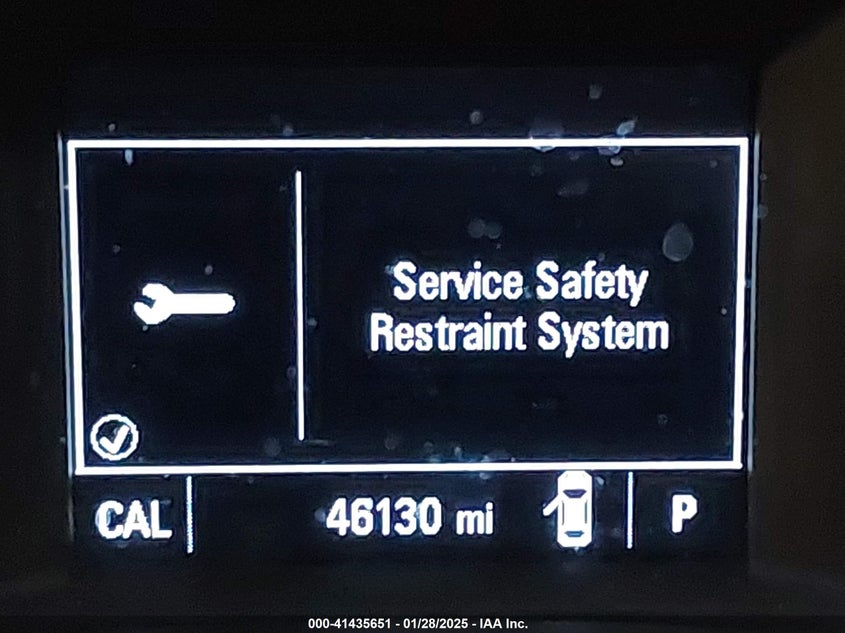 Service Safety
Restraint System
CAL 46130 mi P
000-41435651 - 01/28/2025 - IAA Inc.